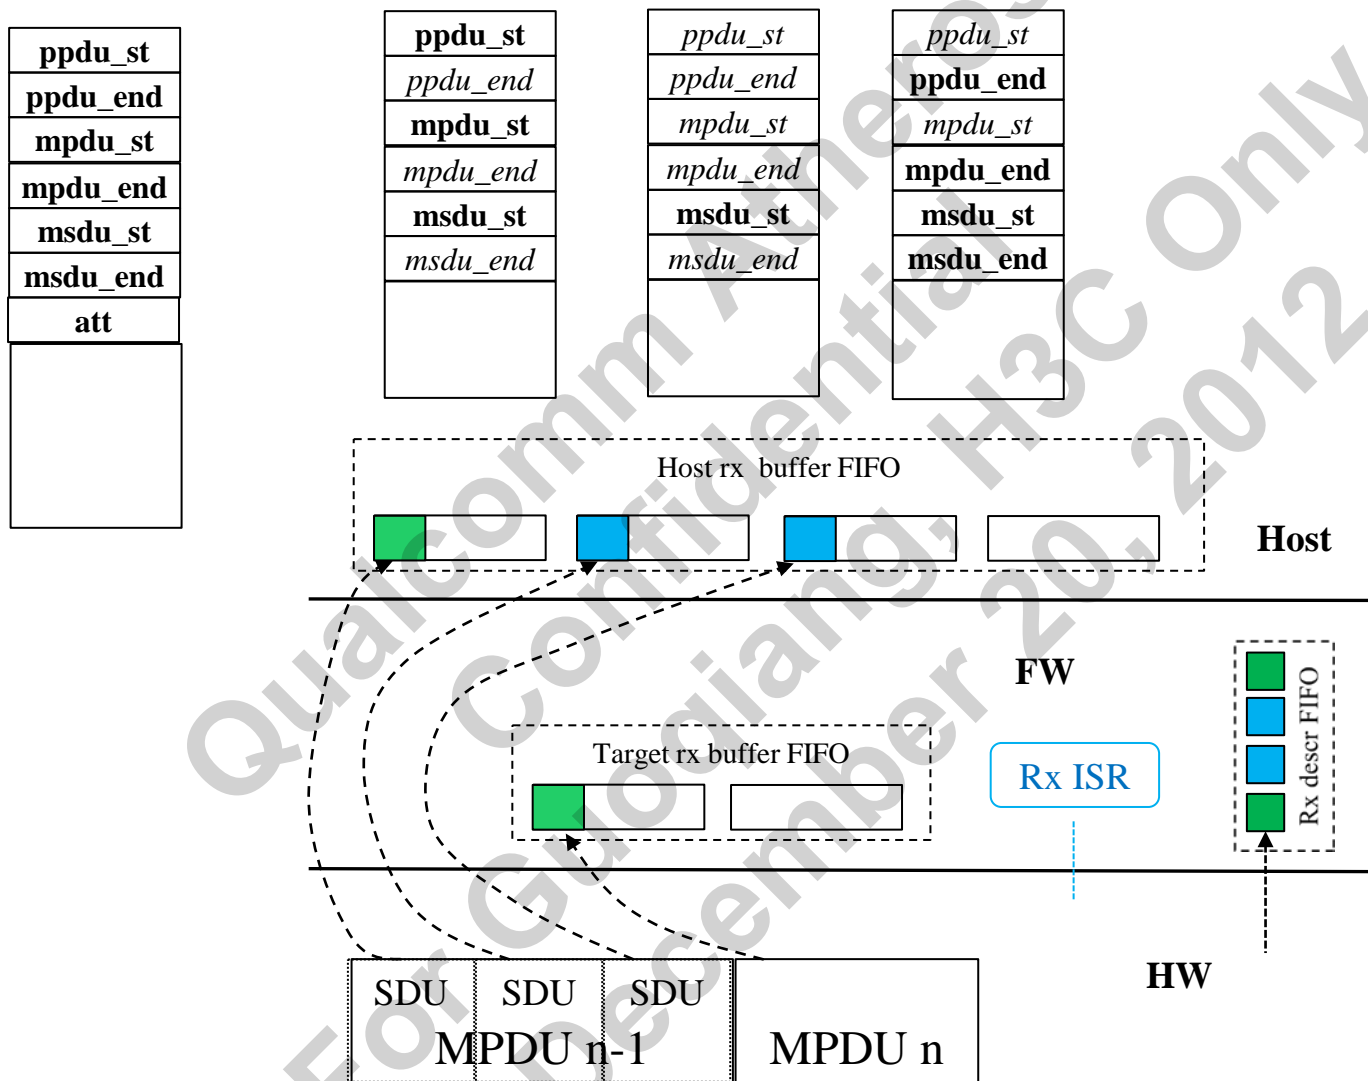 ppdu_st
ppdu_end
mpdu_st
mpdu_end
msdu_st
msdu_end
att
ppdu_st
ppdu_end
mpdu_st
mpdu_end
msdu_st
msdu_end
ppdu_st
ppdu_end
mpdu_st
mpdu_end
msdu_st
msdu_end
ppdu_st
ppdu_end
mpdu_st
mpdu_end
msdu_st
msdu_end
Host rx buffer FIFO
Host
FW
Target rx buffer FIFO
Rx ISR
Rx descr FIFO
HW
SDU SDU SDU
MPDU n-1
MPDU n
Qualcomm Atheros
Confidential
For Guoqiang, H3C Only
December 20, 2012